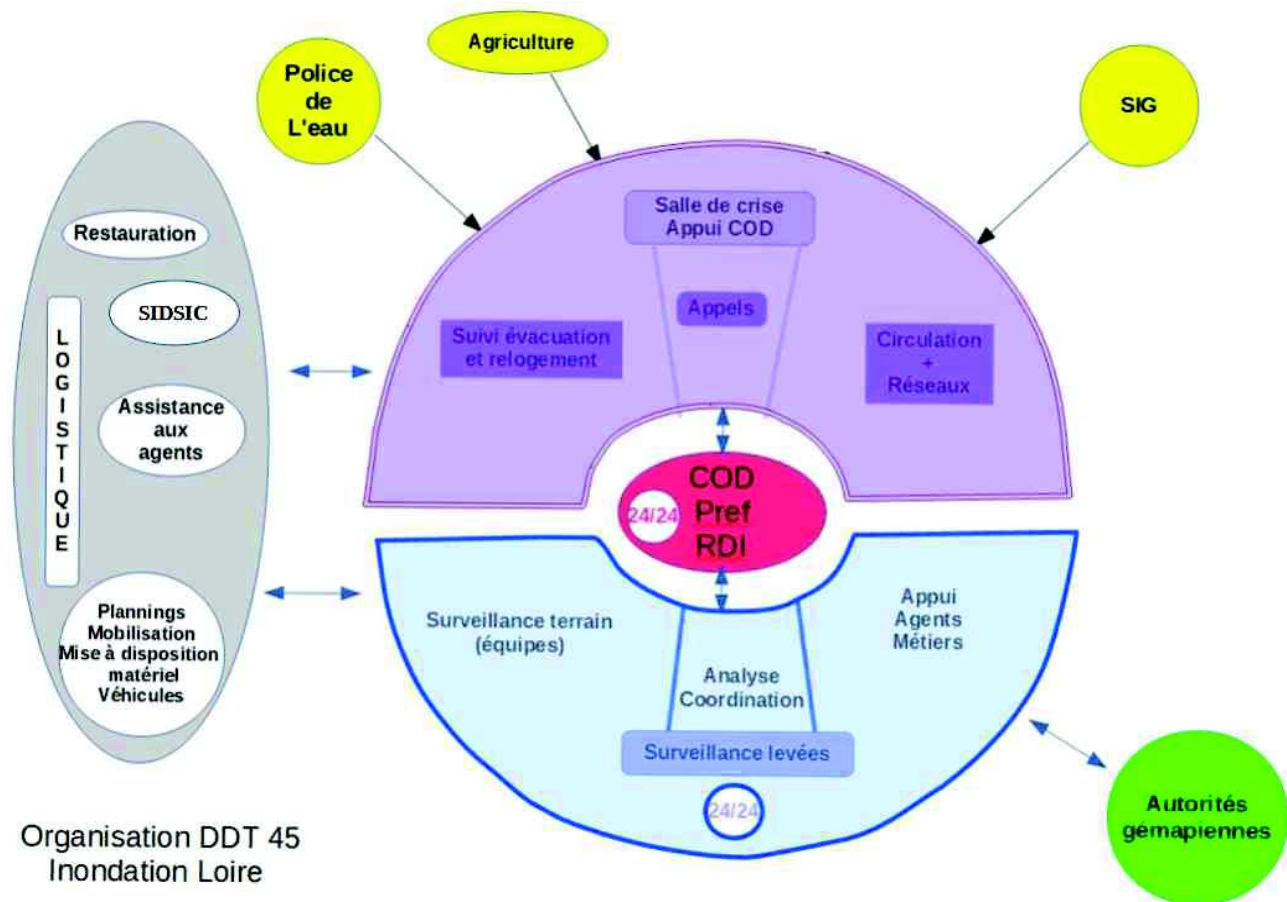 Agriculture
Police
de
L'eau
SIG
Restauration
SIDSIC
LOGISTIQUE
Assistance
aux
agents
Plannings
Mobilisation
Mise à disposition
matériel
Véhicules
Salle de crise
Appui COD
Appels
Suivi évacuation
et relogement
Circulation
+
Réseaux
COD
24/24 Pref
RDI
Surveillance terrain
(équipes)
Appui
Agents
Métiers
Analyse
Coordination
Surveillance levées
24/24
Autorités
gémapiennes
Organisation DDT 45
Inondation Loire